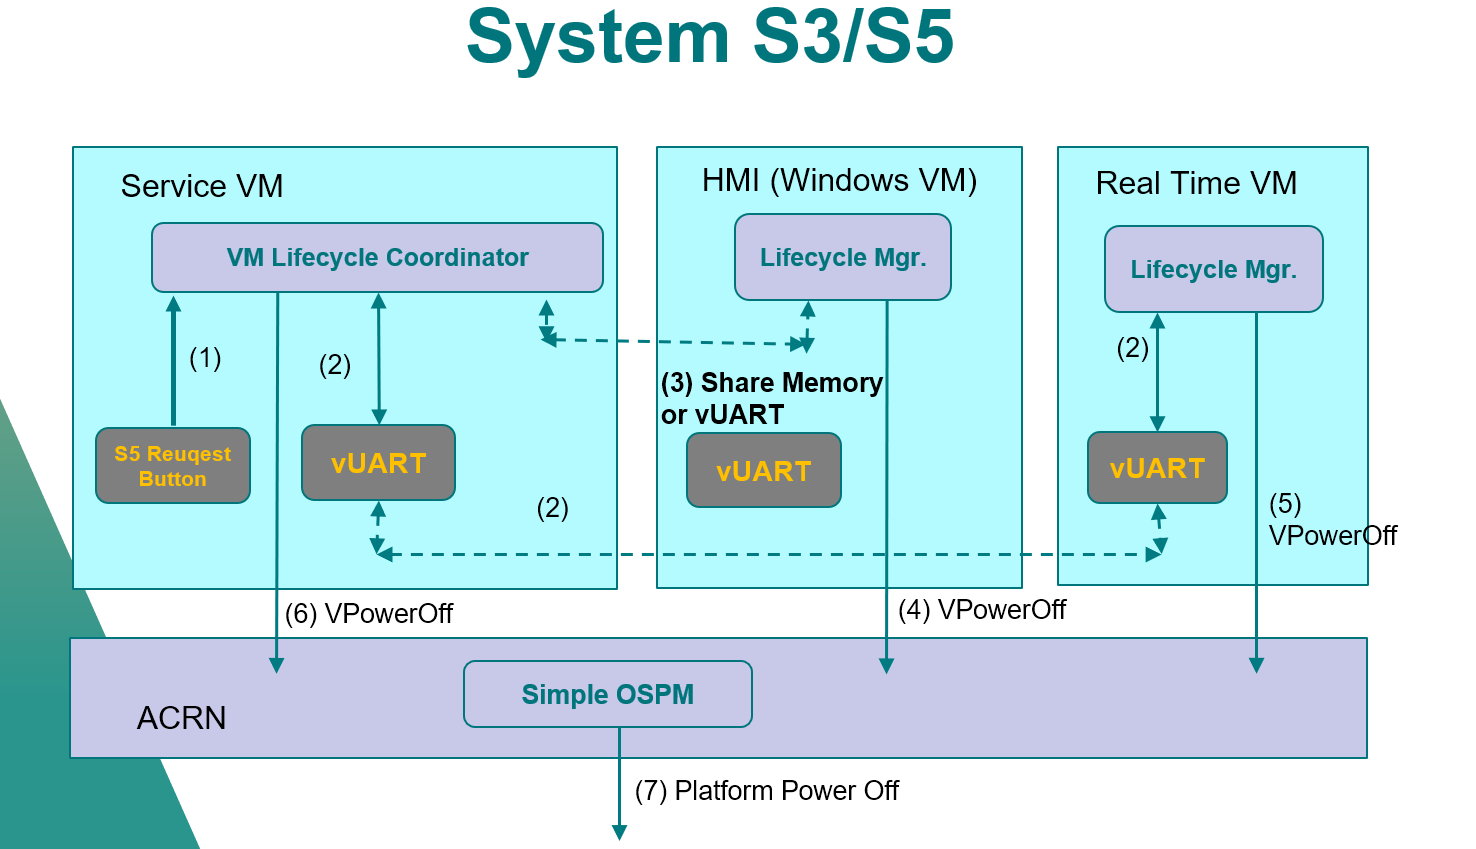 System S3/S5
Service VM
VM Lifecycle Coordinator
(1)
(2)
S5 Reuqest
Button
vUART
(2)
(6) VPowerOff
HMI (Windows VM)
Lifecycle Mgr.
(3) Share Memory
or vUART
vUART
(4) VPowerOff
Real Time VM
Lifecycle Mgr.
(2)
vUART
(5)
VPowerOff
ACRN
Simple OSPM
(7) Platform Power Off